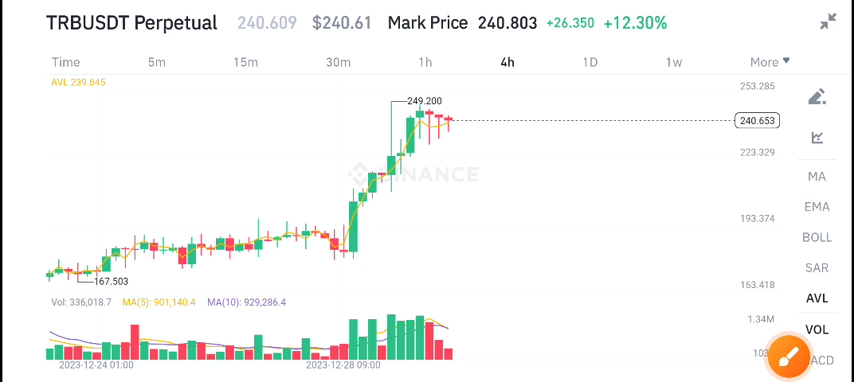 TRBUSDT Perpetual 240.609 $240.61 Mark Price 240.803 +26.350 +12.30%
Time 5m 15m 30m 1h 4h 1D 1w More
AVL 239.645
253.285
249.200
240.653
223.329
BINANCE
193.374
167.503
163.418
MA
EMA
BOLL
SAR
AVL
VOL
Vol: 336,018.7 MA(5): 901,140.4 MA(10): 929,286.4
1.34M
2023-12-24 01:00 2023-12-28 09:00